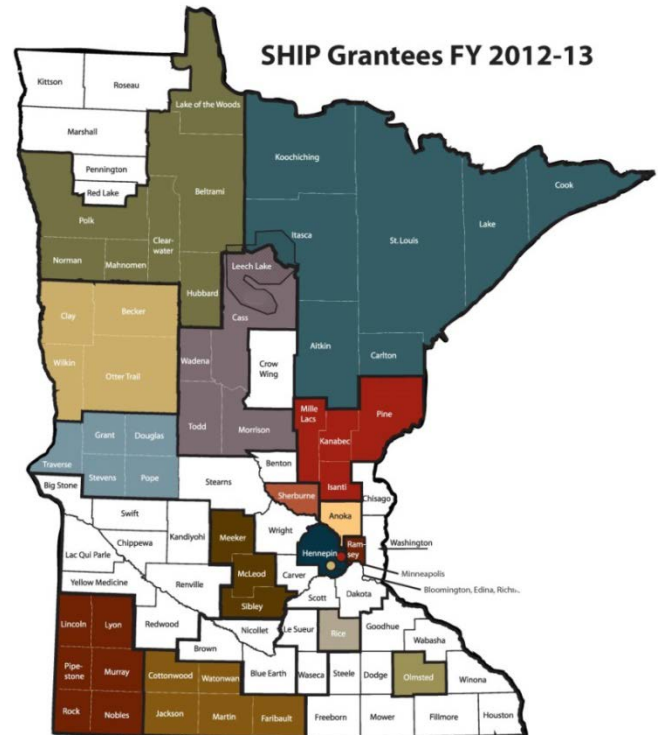 SHIP Grantees FY 2012-13
Kittson
Roseau
Lake of the Woods
Marshall
Koochiching
Pennington
Red Lake
Beltrami
Cook
Polk
Lake
Itasca
St. Louis
Clear-
water
Norman
Mahnomen
Leech Lake
Hubbard
Cass
Clay
Becker
Wadena
Aitkin
Carlton
Crow
Wing
Wilkin
Otter Trail
Mille
Lacs
Pine
Kanabec
Todd
Morrison
Grant
Douglas
Traverse
Stevens
Pope
Benton
Isanti
Big Stone
Stearns
Sherburne
Chisago
Swift
Anoka
Wright
Kandiyohi
Meeker
Washington
Chippewa
Hennepin
Ram-
sey
Lac Qui Parle
Minneapolis
McLeod
Carver
Renville
Bloomington, Edina,
Yellow Medicine
Scott
Dakota
Sibley
Lincoln
Lyon
Redwood
Nicollet
Le Sueur
Rice
Goodhue
Wabasha
Brown
Pipe-
stone
Murray
Cottonwood
Watonwan
Blue Earth
Waseca
Steele
Dodge
Olmsted
Winona
Rock
Nobles
Jackson
Martin
Faribault
Freeborn
Mower
Fillmore
Houston